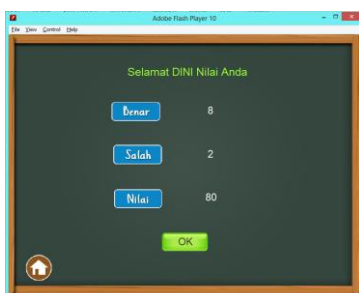 Adobe Flash Player 10
File View Control Help
Selamat DINI Nilai Anda
Benar 8
Salah 2
Nilai 80
OK